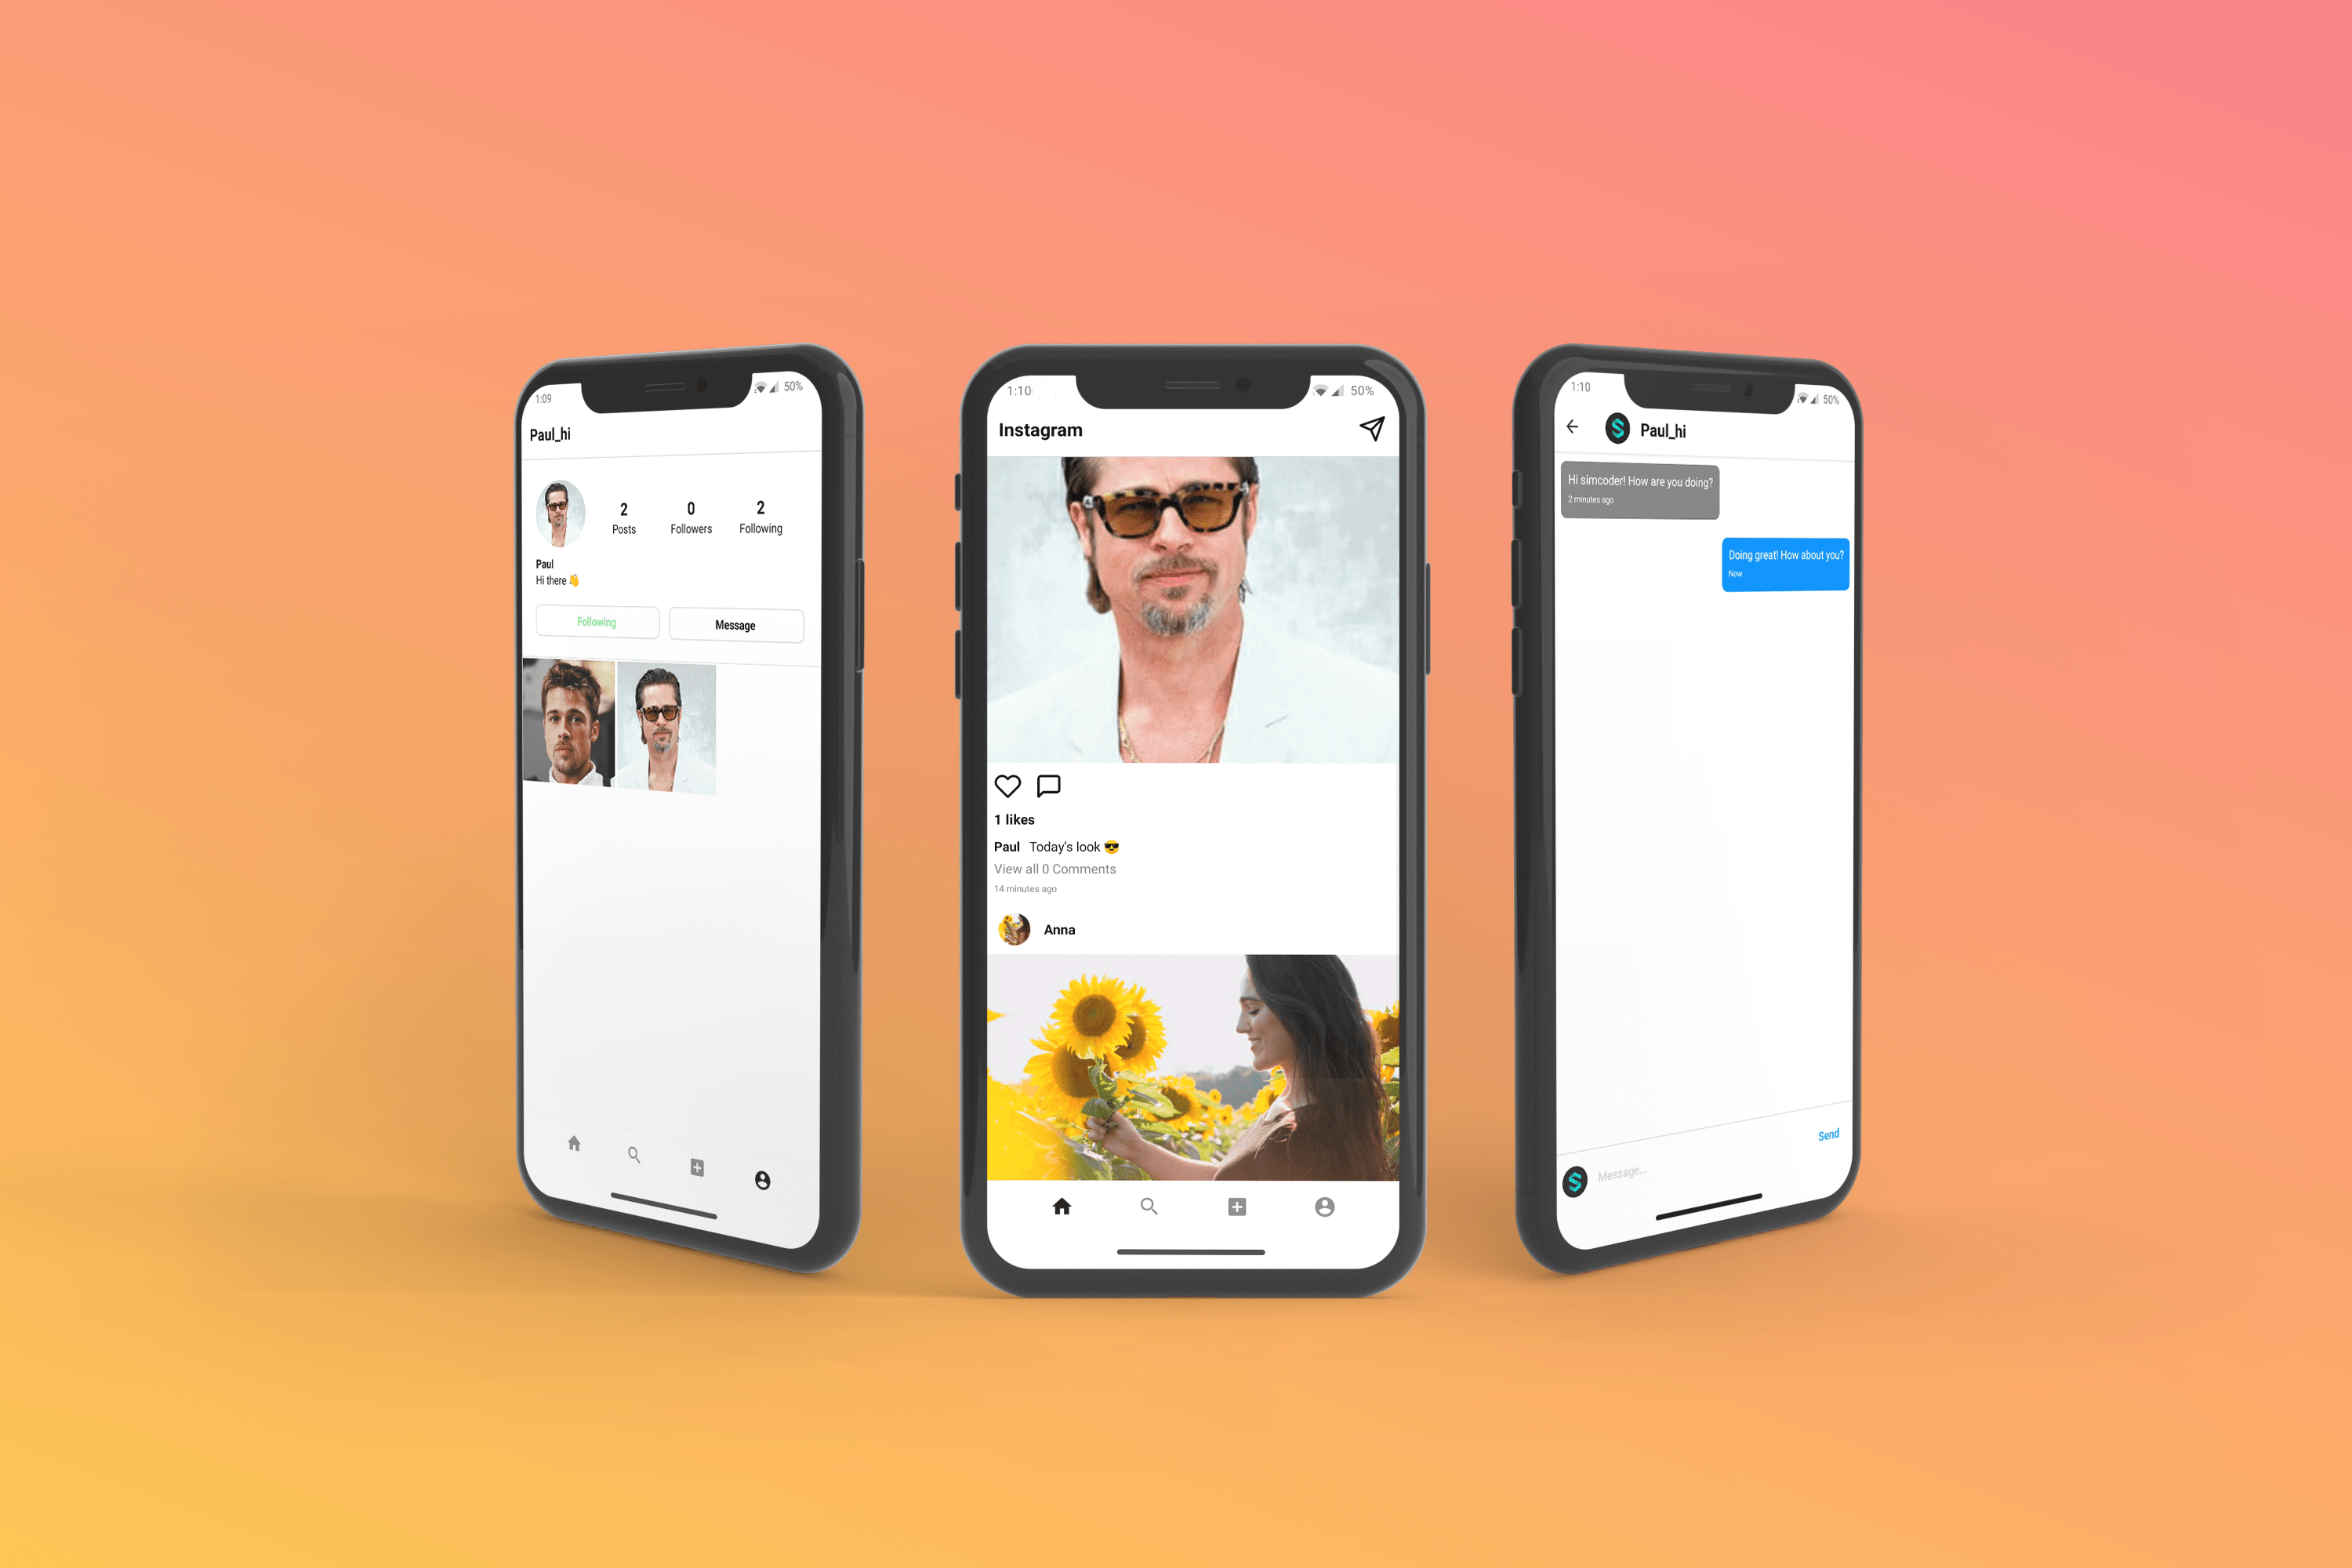 1:09
50%
Paul_hi
2
0
2
Posts
Followers
Following
Paul
Hi there 👋
Following
Message
1:10
50%
Instagram
1 likes
Paul Today's look 😎
View all 0 Comments
14 minutes ago
Anna
1:10
50%
Paul_hi
Hi simcoder! How are you doing?
2 minutes ago
Doing great! How about you?
Now
Send
Message...